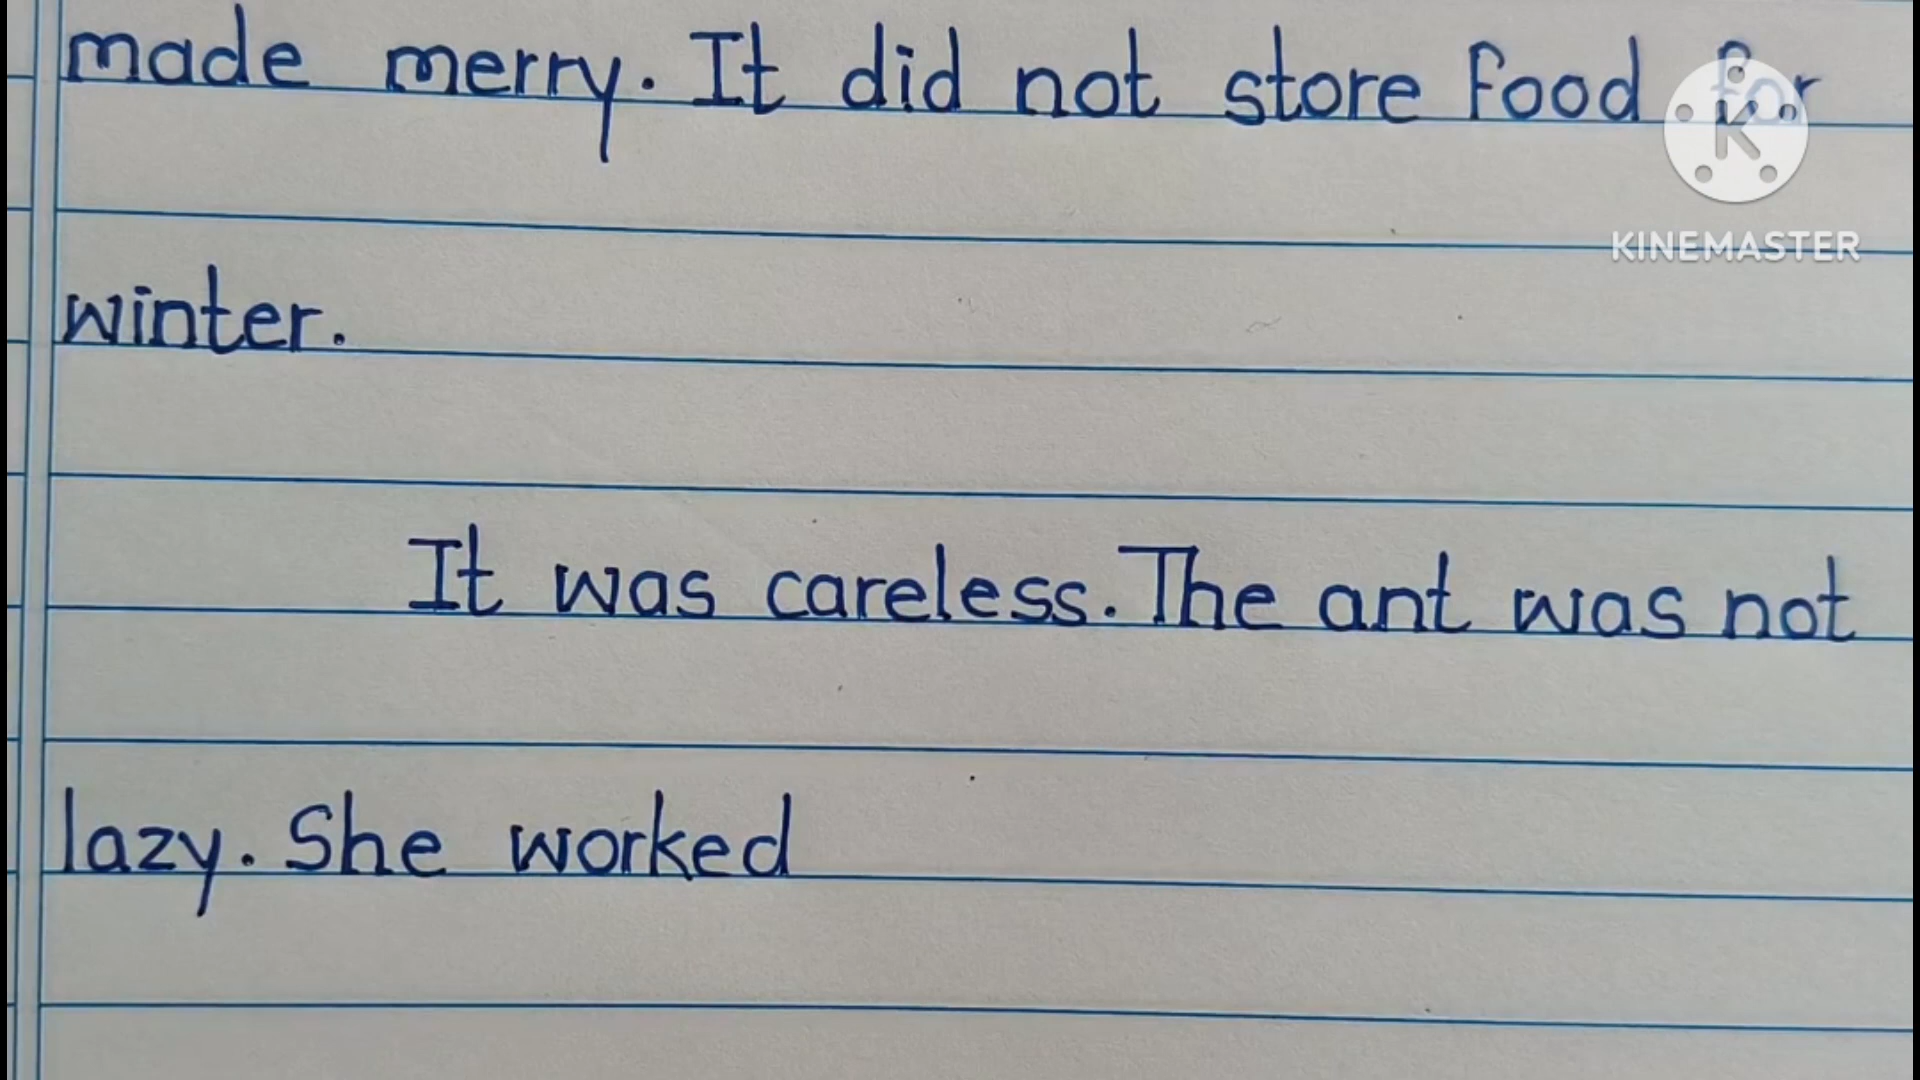 made merry. It did not store food for
KINEMASTER
winter.
It was careless. The ant was not
lazy. She worked